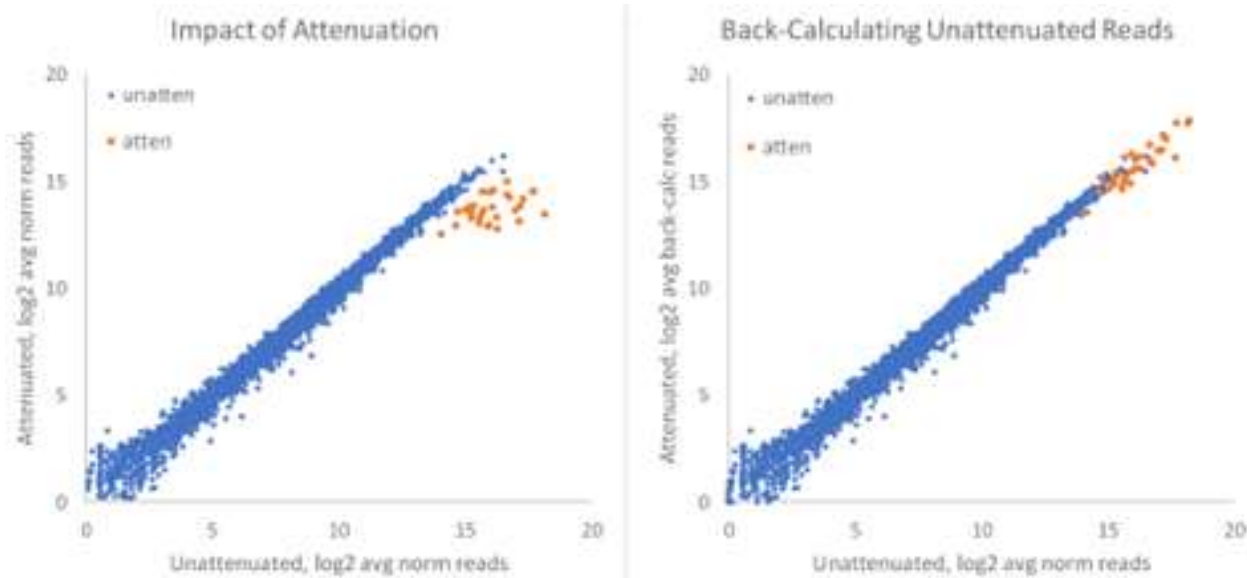 Impact of Attenuation
20
15
10
5
0
Attenuated, log2 avg norm reads
unatten
atten
0 5 10 15 20
Unattenuated, log2 avg norm reads
Back-Calculating Unattenuated Reads
20
15
10
5
0
Attenuated, log2 avg back-calc reads
unatten
atten
0 5 10 15 20
Unattenuated, log2 avg norm reads